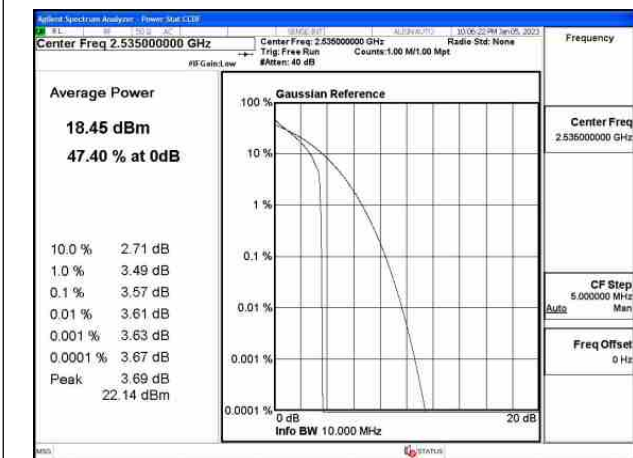 Agilent Spectrum Analyzer - Power Stat CCDF
RL RF 50 Ω AC SENSE:INT ALIGN AUTO 10:06:22 PM Jan 05, 2023
Center Freq 2.535000000 GHz
Center Freq: 2.535000000 GHz
Radio Std: None
Trig: Free Run
Counts:1.00 M/1.00 Mpt
#IFGain:Low
#Atten: 40 dB
Frequency
Average Power
18.45 dBm
47.40 % at 0dB
10.0 % 2.71 dB
1.0 % 3.49 dB
0.1 % 3.57 dB
0.01 % 3.61 dB
0.001 % 3.63 dB
0.0001 % 3.67 dB
Peak 3.69 dB
22.14 dBm
Gaussian Reference
100 %
10 %
1 %
0.1 %
0.01 %
0.001 %
0.0001 %
0 dB
20 dB
Info BW 10.000 MHz
Center Freq
2.535000000 GHz
CF Step
5.000000 MHz
Auto Man
Freq Offset
0 Hz
MSG
STATUS